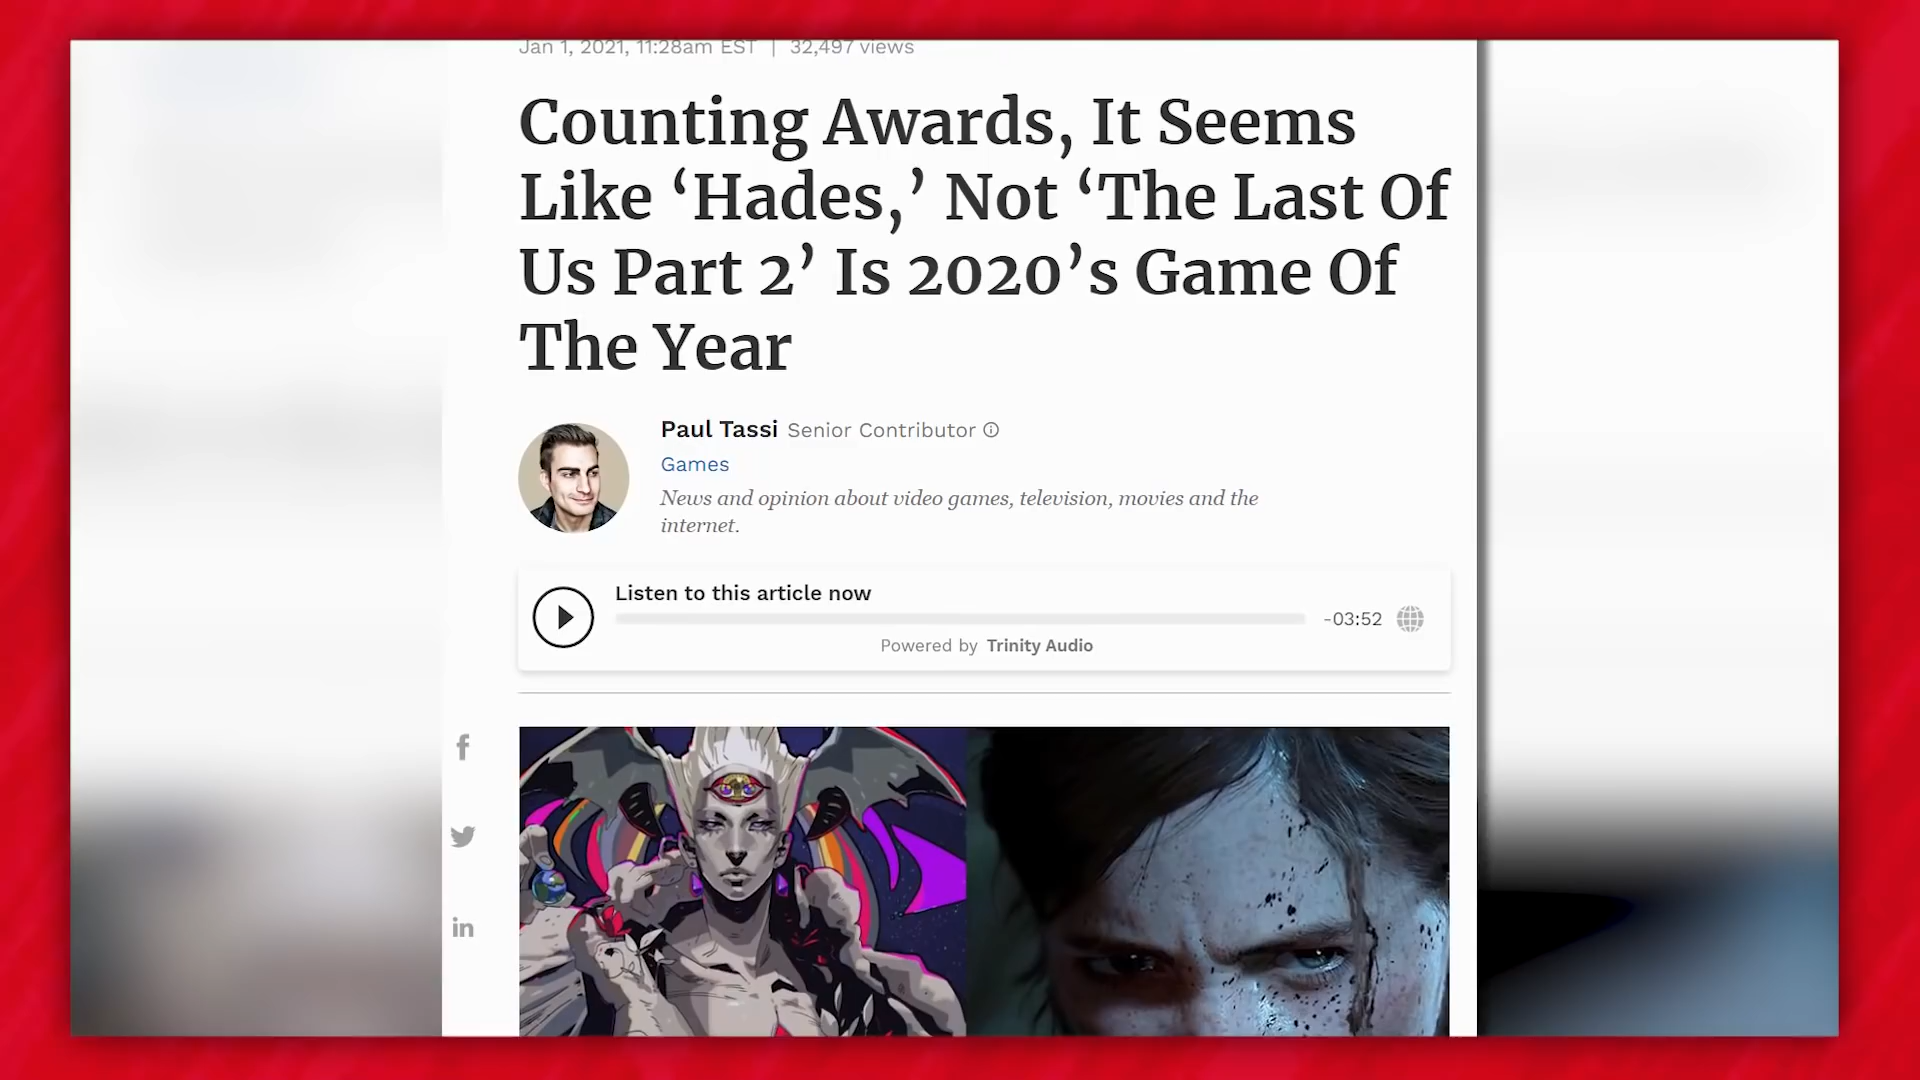 Jan 1, 2021, 11:28am EST | 32,497 views
Counting Awards, It Seems
Like ‘Hades,’ Not ‘The Last Of
Us Part 2’ Is 2020’s Game Of
The Year
Paul Tassi Senior Contributor
Games
News and opinion about video games, television, movies and the
internet.
Listen to this article now
-03:52
Powered by Trinity Audio